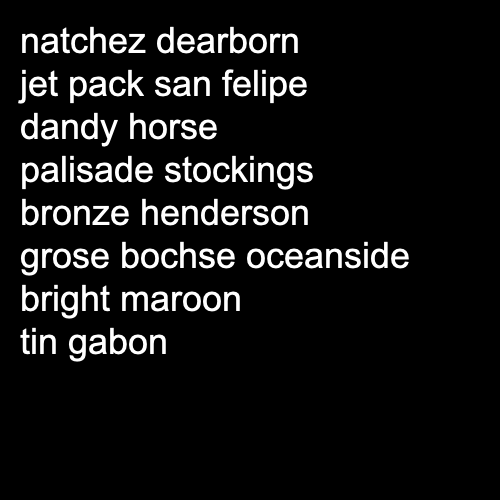 natchez dearborn
jet pack san felipe
dandy horse
palisade stockings
bronze henderson
grose bochse oceanside
bright maroon
tin gabon